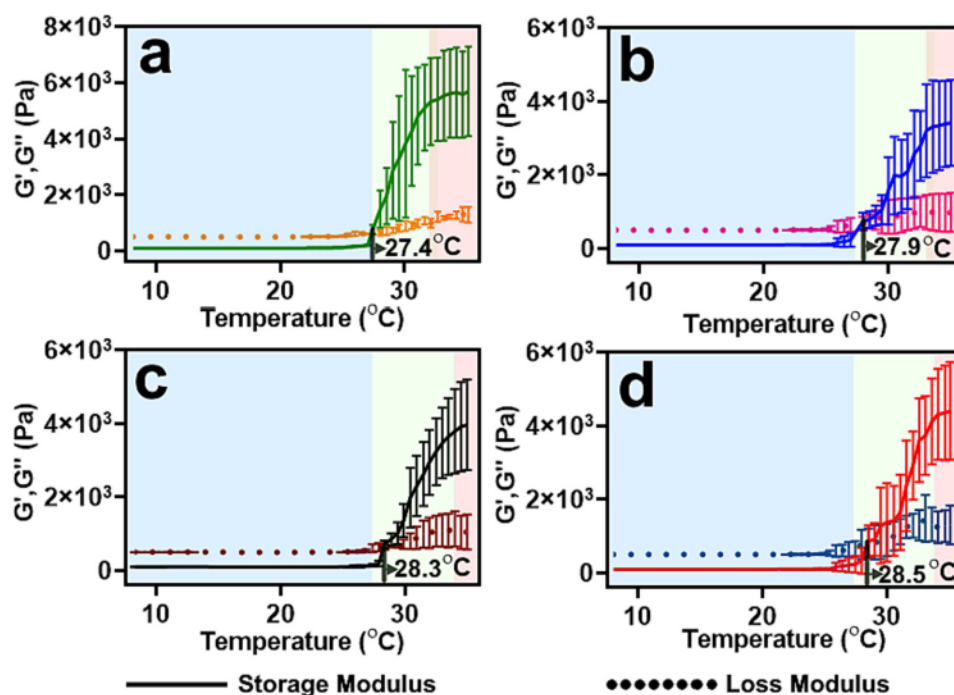 a
8×10³
6×10³
4×10³
2×10³
0
G',G'' (Pa)
27.4°C
10 20 30
Temperature (°C)
b
6×10³
4×10³
2×10³
0
G',G'' (Pa)
27.9°C
10 20 30
Temperature (°C)
c
6×10³
4×10³
2×10³
0
G',G'' (Pa)
28.3°C
10 20 30
Temperature (°C)
d
6×10³
4×10³
2×10³
0
G',G'' (Pa)
28.5°C
10 20 30
Temperature (°C)
Storage Modulus
Loss Modulus